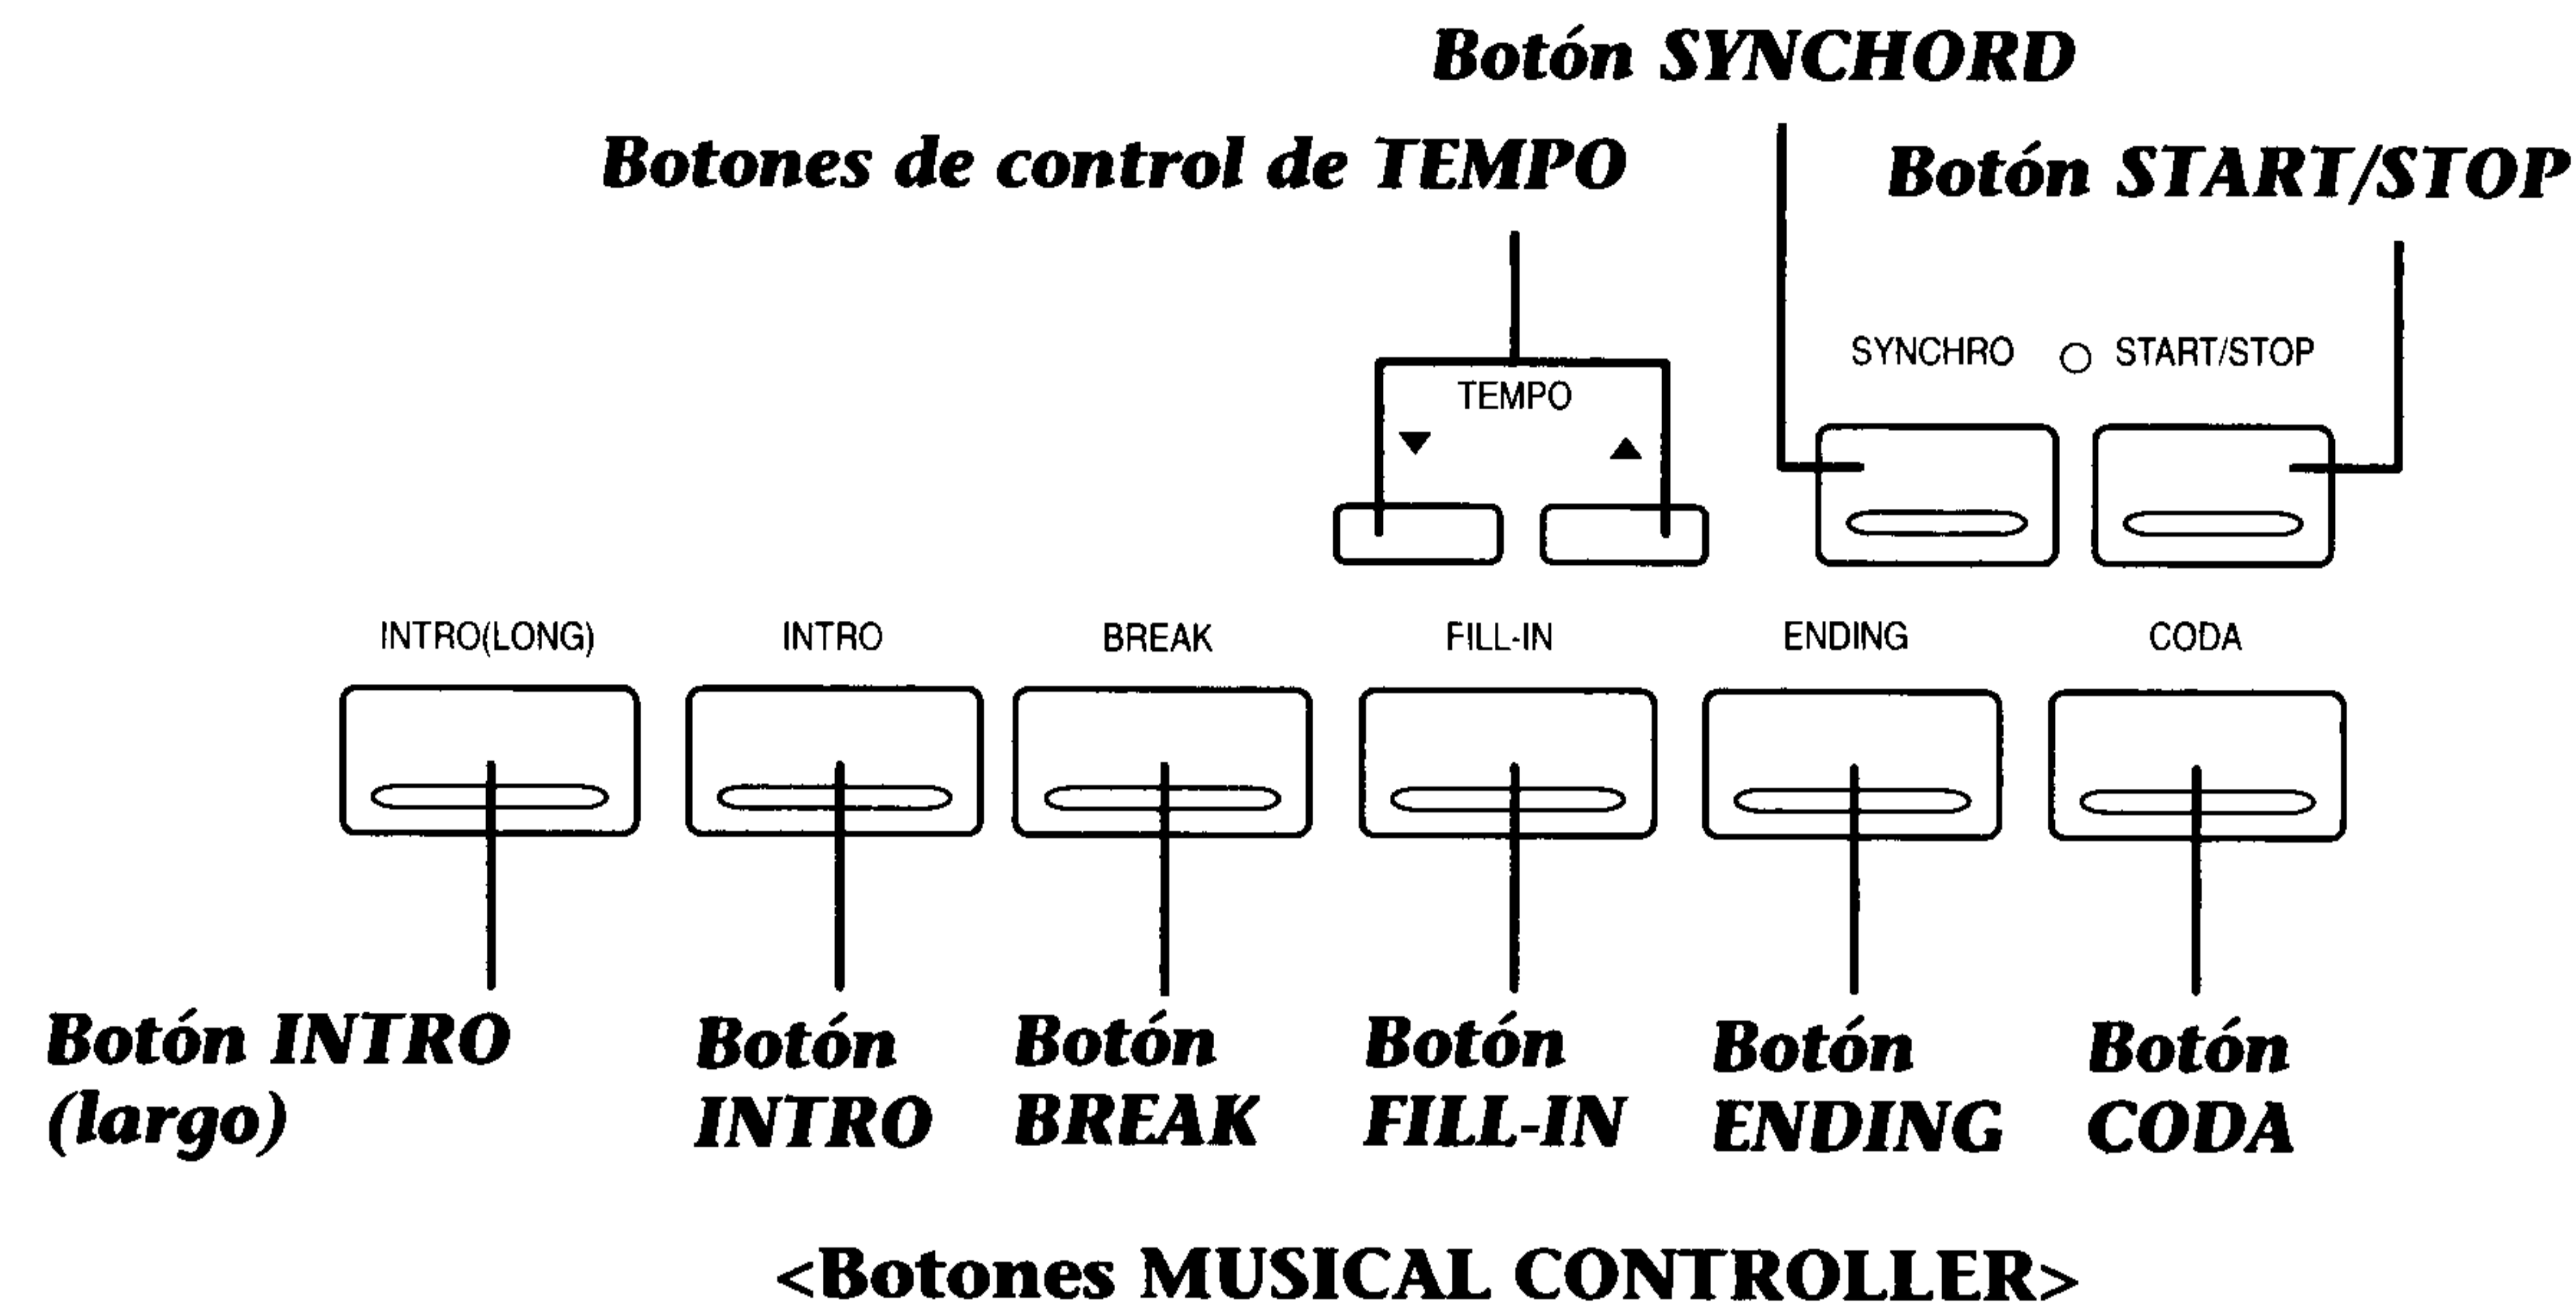 Botón SYNCHORD
Botones de control de TEMPO
Botón START/STOP
SYNCHRO ○ START/STOP
TEMPO
▼ ▲
INTRO(LONG) INTRO BREAK FILL-IN ENDING CODA
Botón INTRO (largo)
Botón INTRO
Botón BREAK
Botón FILL-IN
Botón ENDING
Botón CODA
<Botones MUSICAL CONTROLLER>